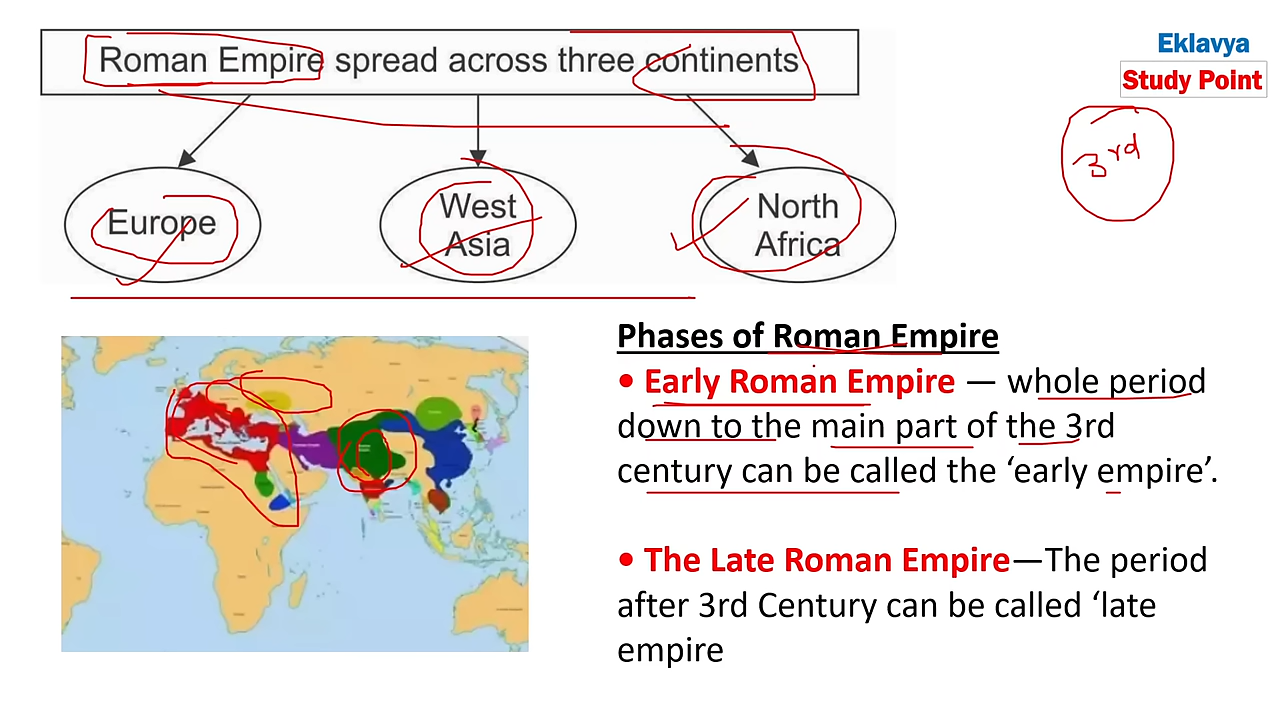 Roman Empire spread across three continents
Eklavya
Study Point
3rd
Europe
West
Asia
North
Africa
Phases of Roman Empire
• Early Roman Empire — whole period
down to the main part of the 3rd
century can be called the ‘early empire’.
• The Late Roman Empire—The period
after 3rd Century can be called ‘late
empire